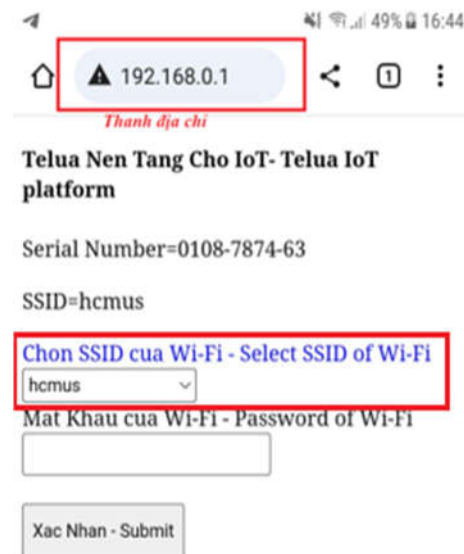 49% 16:44
192.168.0.1
1
Thanh địa chỉ
Telua Nen Tang Cho IoT- Telua IoT
platform
Serial Number=0108-7874-63
SSID=hcmus
Chon SSID cua Wi-Fi - Select SSID of Wi-Fi
hcmus
Mat Khau cua Wi-Fi - Password of Wi-Fi
Xac Nhan - Submit